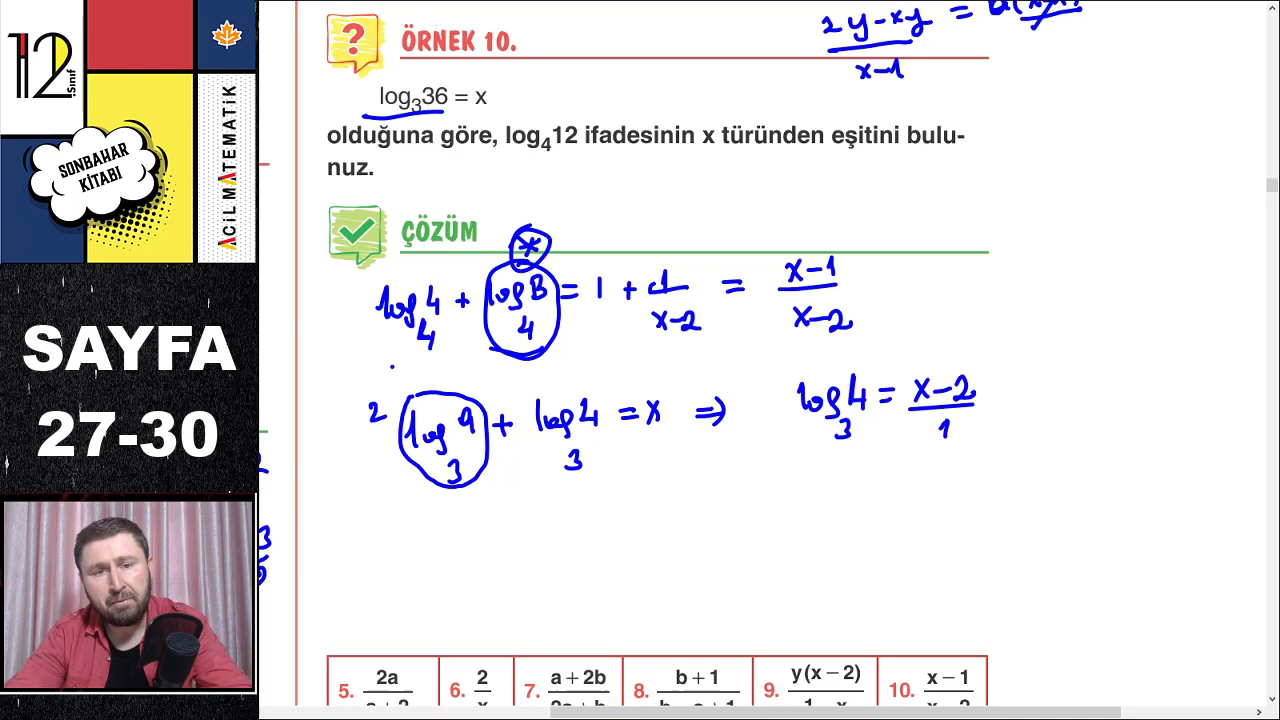 12
.Sınıf
SONBAHAR
KİTABI
ACİLMATEMATİK
SAYFA
27-30
2y-xy =
x-1
? ÖRNEK 10.
log₃36 = x
olduğuna göre, log₄12 ifadesinin x türünden eşitini bulu-
nuz.
ÇÖZÜM
log₄4 + log₄3 = 1 + 1/(x-2) = (x-1)/(x-2)
*
2 log₃9 + log₃4 = x ⇒ log₃4 = (x-2)/1
5. 2a 6. 2 7. a + 2b 8. b + 1 9. y(x − 2) 10. x − 1